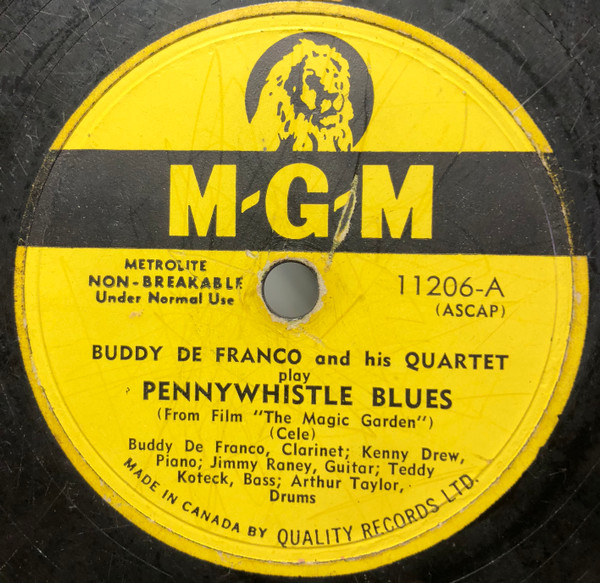 M-G-M
METROLITE
NON-BREAKABLE
Under Normal Use
11206-A
(ASCAP)
BUDDY DE FRANCO and his QUARTET
play
PENNYWHISTLE BLUES
(From Film "The Magic Garden")
(Cele)
Buddy De Franco, Clarinet; Kenny Drew,
Piano; Jimmy Raney, Guitar; Teddy
Koteck, Bass; Arthur Taylor,
Drums
MADE IN CANADA BY QUALITY RECORDS LTD.